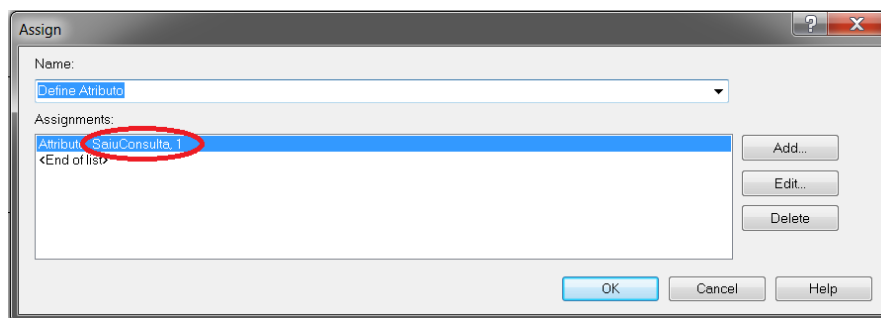 Assign
Name:
Define Atributo
Assignments:
Attribute, SaiuConsulta, 1
<End of list>
Add...
Edit...
Delete
OK
Cancel
Help